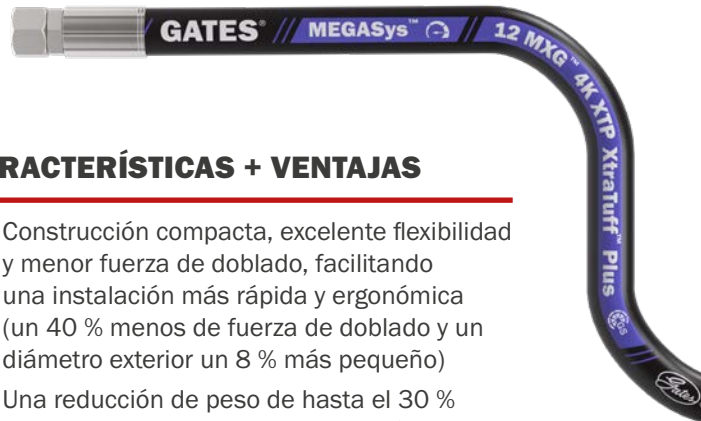 GATES® // MEGASys™ // 12 MXG™ 4K XTP XtraTuff™ Plus
GS
Gates
RACTERÍSTICAS + VENTAJAS
Construcción compacta, excelente flexibilidad
y menor fuerza de doblado, facilitando
una instalación más rápida y ergonómica
(un 40 % menos de fuerza de doblado y un
diámetro exterior un 8 % más pequeño)
Una reducción de peso de hasta el 30 %